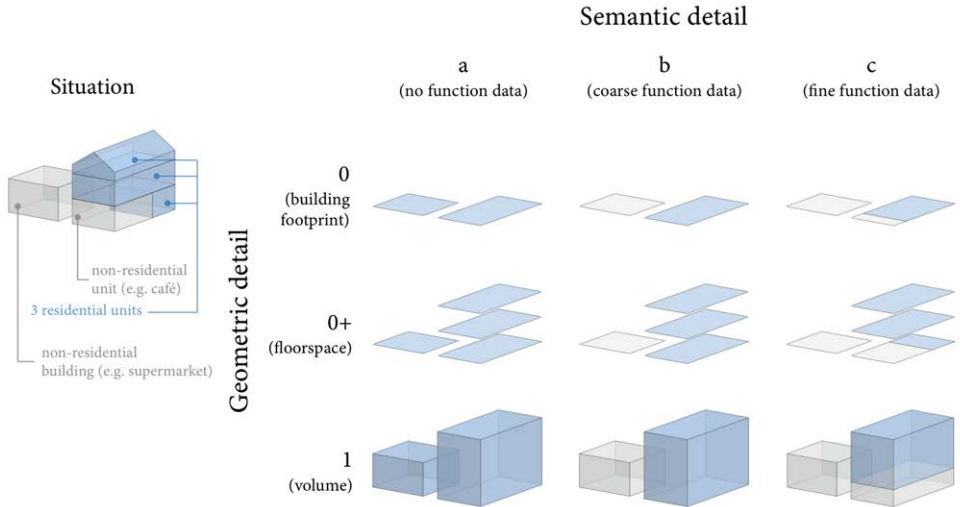 Semantic detail
a
(no function data)
b
(coarse function data)
c
(fine function data)
Situation
non-residential
unit (e.g. café)
3 residential units
non-residential
building (e.g. supermarket)
Geometric detail
0
(building
footprint)
0+
(floorspace)
1
(volume)